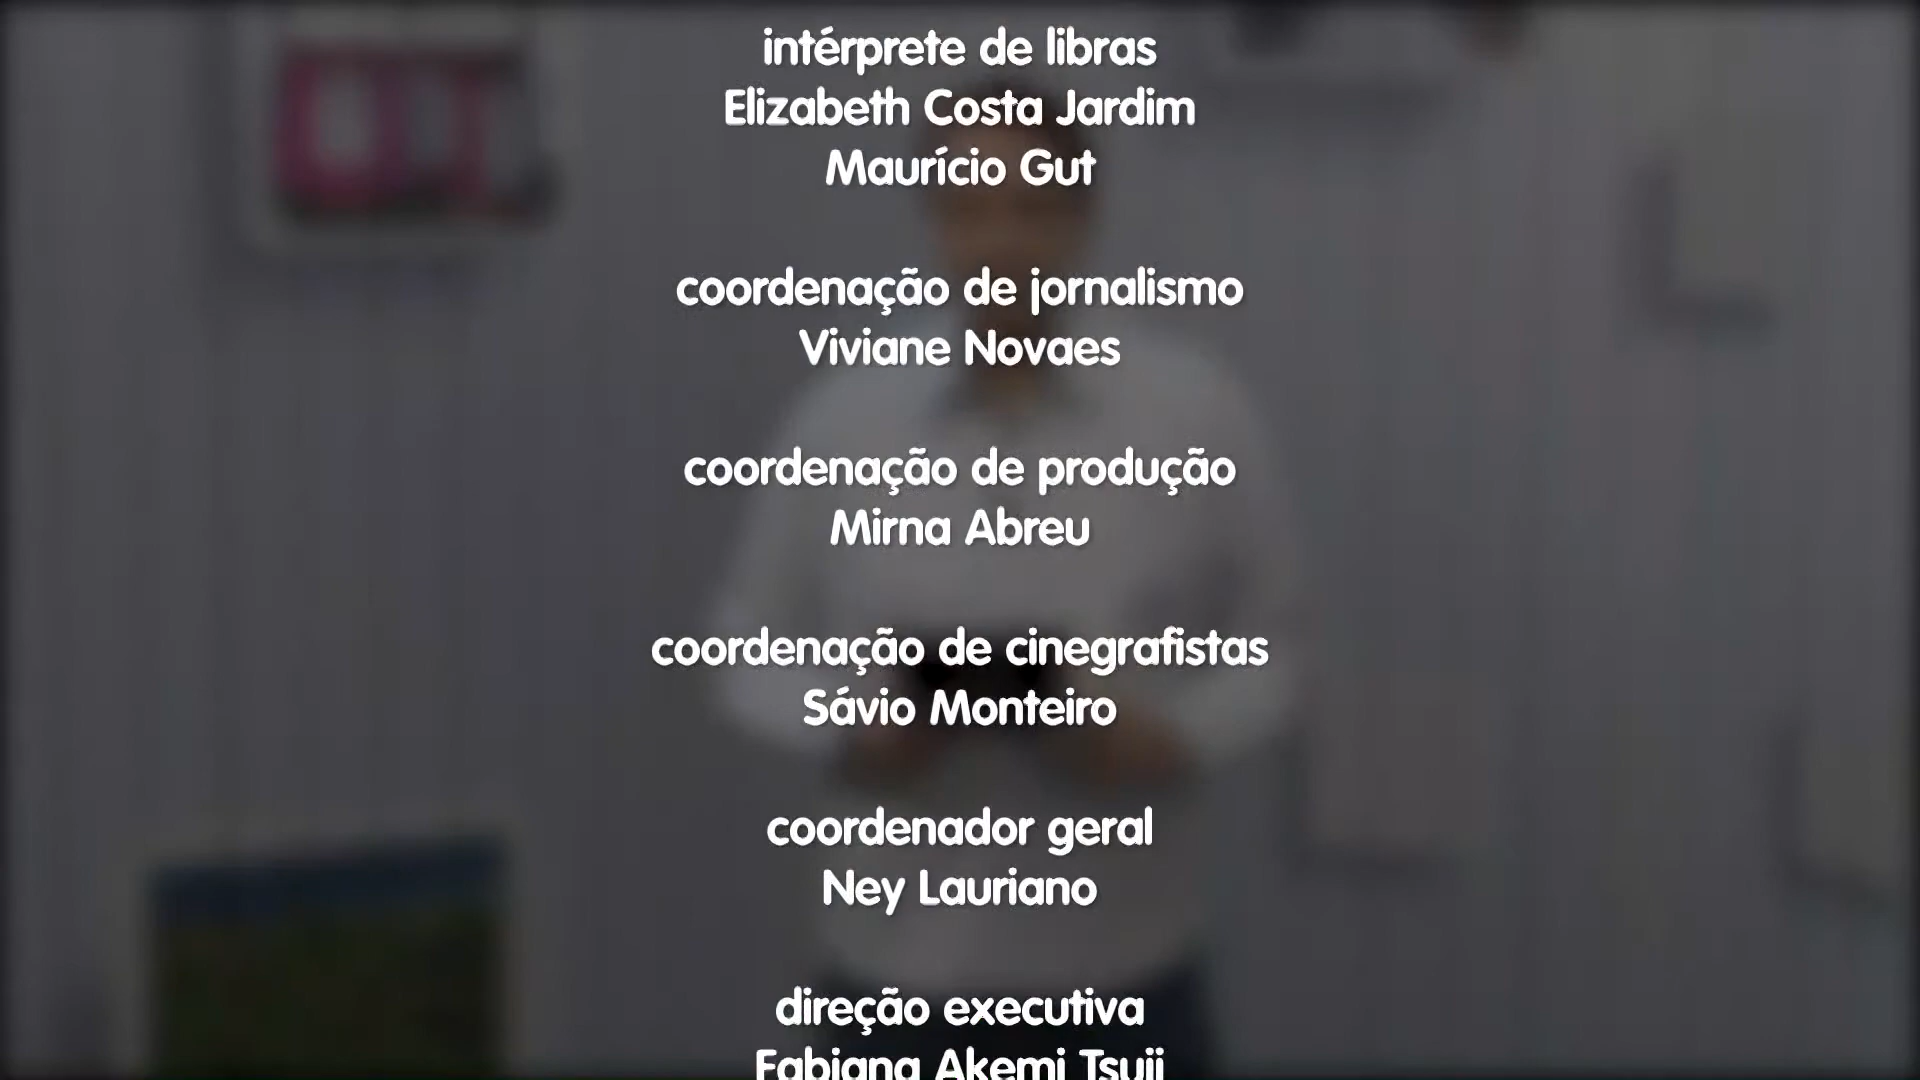 intérprete de libras
Elizabeth Costa Jardim
Maurício Gut
coordenação de jornalismo
Viviane Novaes
coordenação de produção
Mirna Abreu
coordenação de cinegrafistas
Sávio Monteiro
coordenador geral
Ney Lauriano
direção executiva
Fabiana Akemi Tsuji